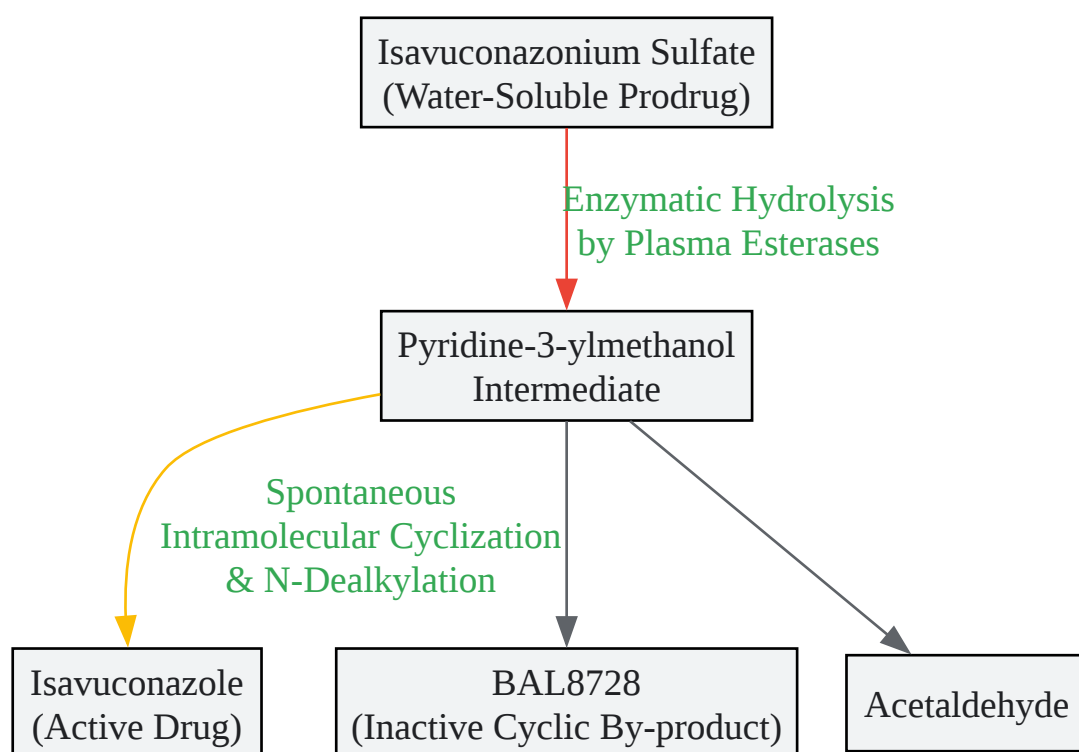 Isavuconazonium Sulfate
(Water-Soluble Prodrug)
Enzymatic Hydrolysis
by Plasma Esterases
Pyridine-3-ylmethanol
Intermediate
Spontaneous
Intramolecular Cyclization
& N-Dealkylation
Isavuconazole
(Active Drug)
BAL8728
(Inactive Cyclic By-product)
Acetaldehyde